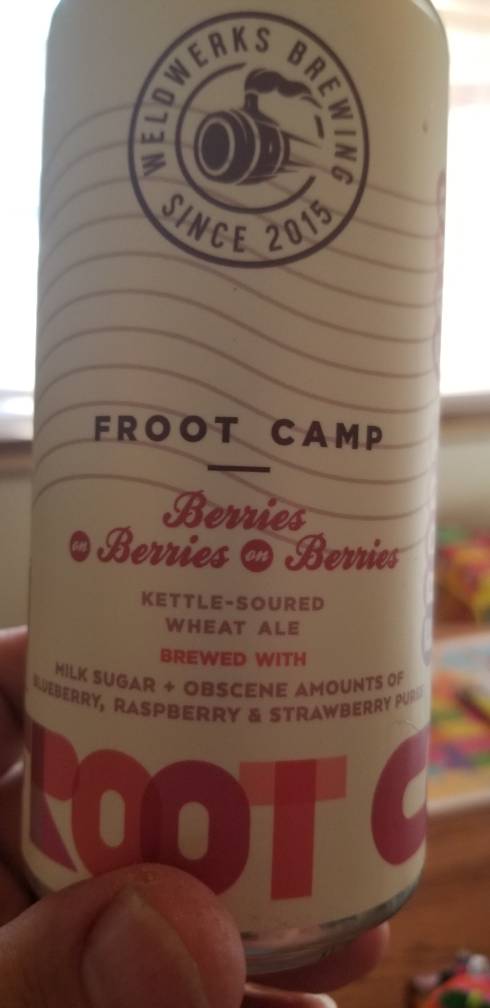 WELDWERKS BREWING
SINCE 2015
FROOT CAMP
Berries
on Berries on Berries
KETTLE-SOURED
WHEAT ALE
BREWED WITH
MILK SUGAR + OBSCENE AMOUNTS OF
BLUEBERRY, RASPBERRY & STRAWBERRY PUREE
ROOT C